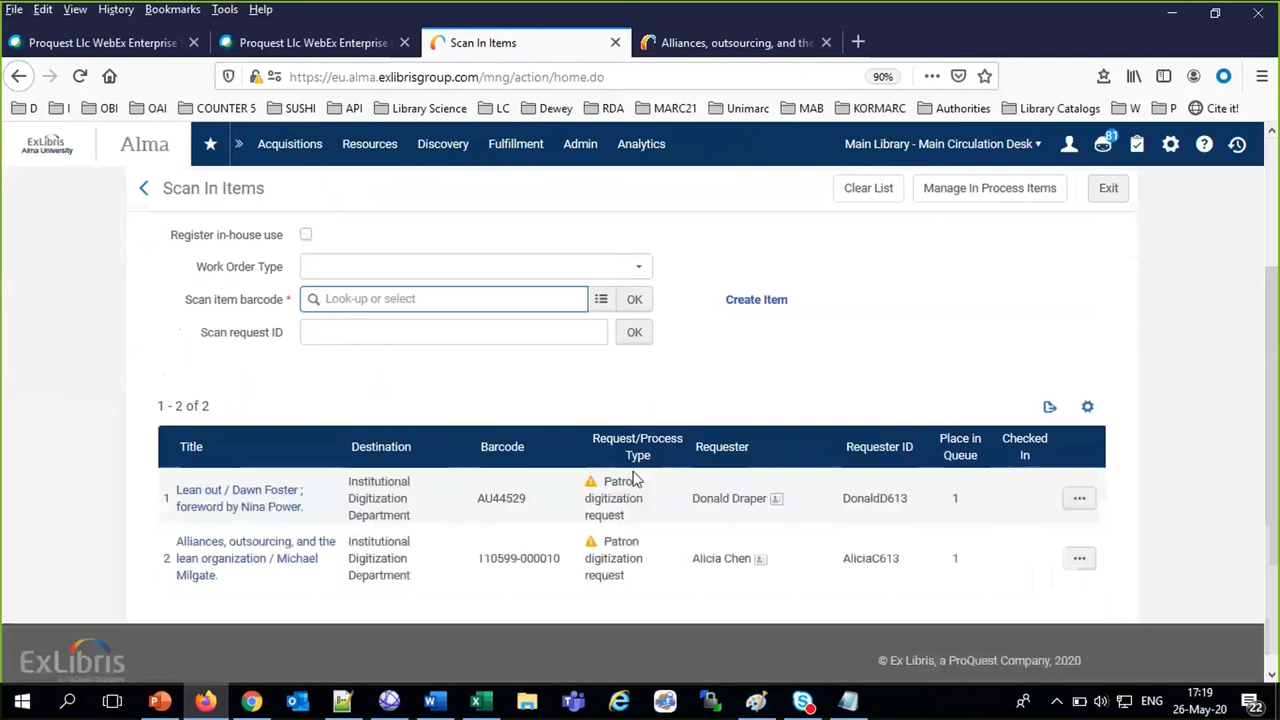 File Edit View History Bookmarks Tools Help
Proquest Llc WebEx Enterprise Proquest Llc WebEx Enterprise Scan In Items Alliances, outsourcing, and the
https://eu.alma.exlibrisgroup.com/mng/action/home.do 90%
D I OBI OAI COUNTER 5 SUSHI API Library Science LC Dewey RDA MARC21 Unimarc MAB KORMARC Authorities Library Catalogs W P Cite it!
ExLibris
Alma University
Alma Acquisitions Resources Discovery Fulfillment Admin Analytics Main Library - Main Circulation Desk 81
Scan In Items Clear List Manage In Process Items Exit
Register in-house use
Work Order Type
Scan item barcode * Look-up or select OK Create Item
Scan request ID OK
1 - 2 of 2
Title Destination Barcode Request/Process Type Requester Requester ID Place in Queue Checked In
1 Lean out / Dawn Foster ; foreword by Nina Power. Institutional Digitization Department AU44529 Patron digitization request Donald Draper DonaldD613 1
2 Alliances, outsourcing, and the lean organization / Michael Milgate. Institutional Digitization Department 110599-000010 Patron digitization request Alicia Chen AliciaC613 1
ExLibris © Ex Libris, a ProQuest Company, 2020
ENG 17:19
26-May-20 22